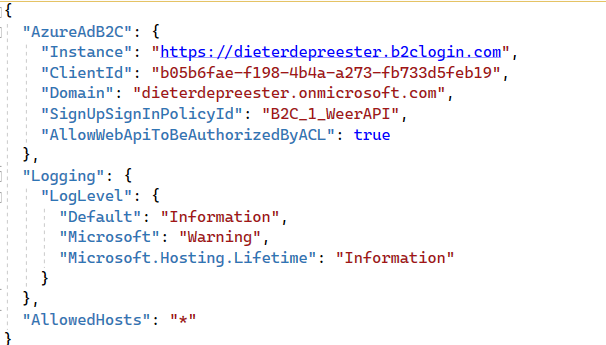 {
"AzureAdB2C": {
"Instance": "https://dieterdepreester.b2clogin.com",
"ClientId": "b05b6fae-f198-4b4a-a273-fb733d5feb19",
"Domain": "dieterdepreester.onmicrosoft.com",
"SignUpSignInPolicyId": "B2C_1_WeerAPI",
"AllowWebApiToBeAuthorizedByACL": true
},
"Logging": {
"LogLevel": {
"Default": "Information",
"Microsoft": "Warning",
"Microsoft.Hosting.Lifetime": "Information"
}
},
"AllowedHosts": "*"
}